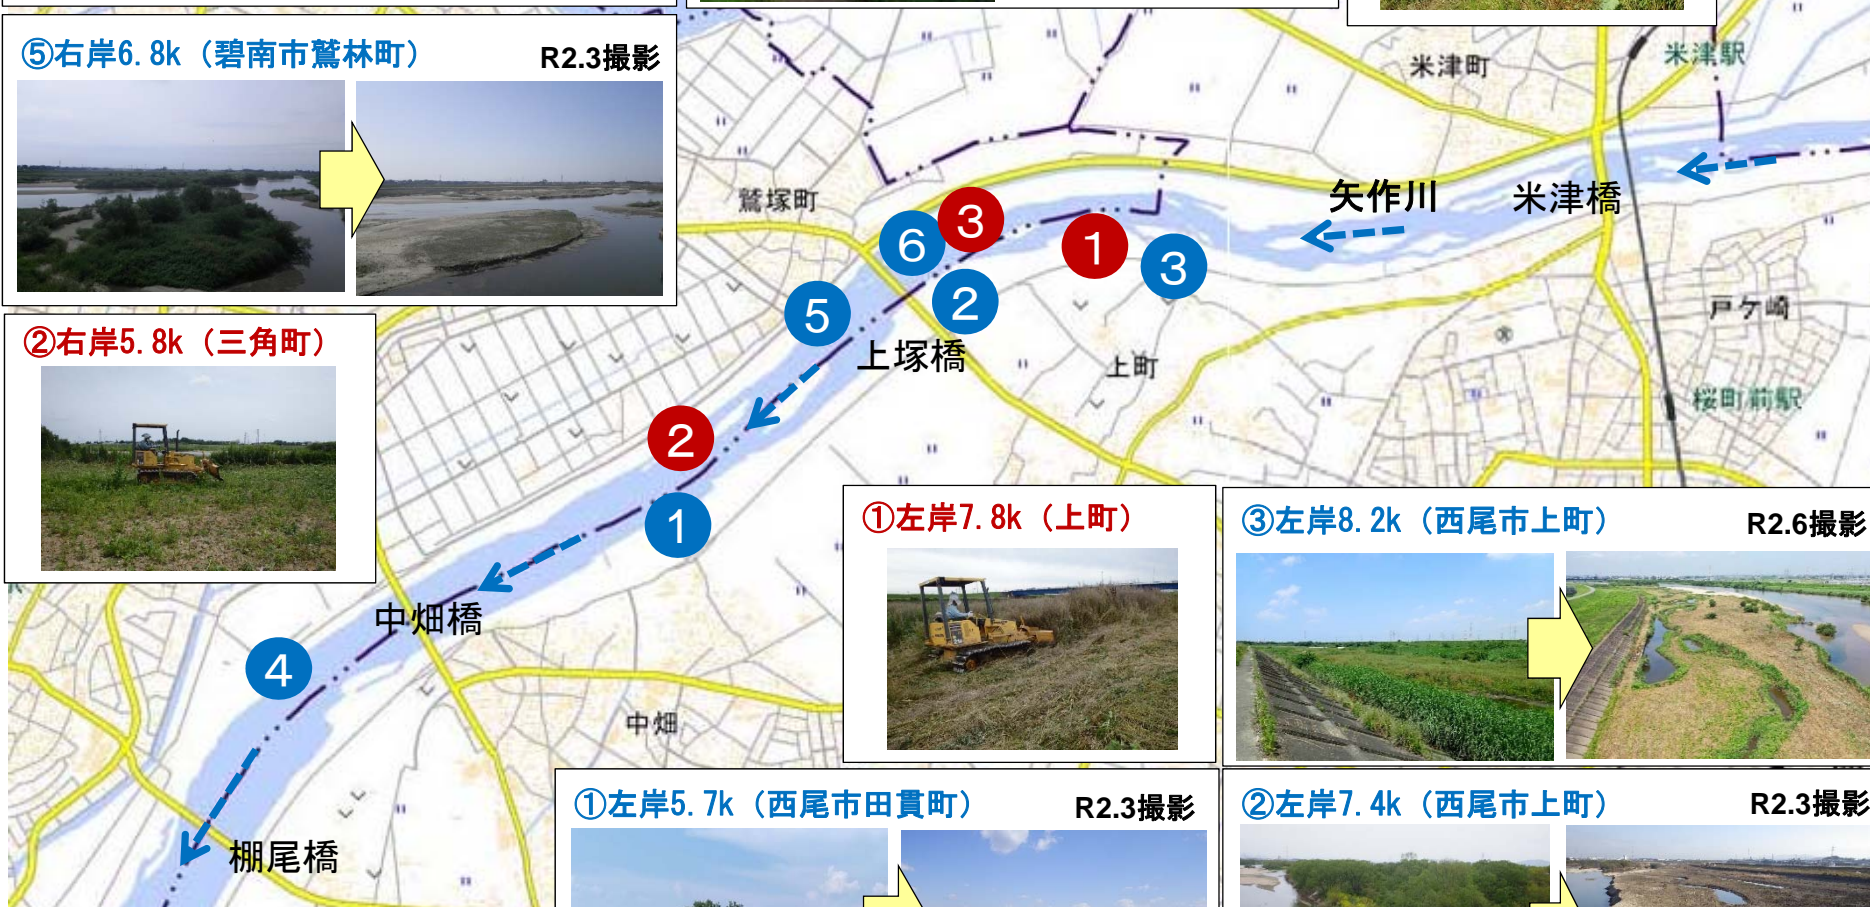 ⑤右岸6.8k（碧南市鷲林町） R2.3撮影
②右岸5.8k（三角町）
鷲塚町
米津町
米津駅
矢作川
米津橋
戸ケ崎
桜町前駅
6
3
1
3
5
2
上塚橋
上町
2
1
中畑橋
4
中畑
棚尾橋
①左岸7.8k（上町）
③左岸8.2k（西尾市上町） R2.6撮影
①左岸5.7k（西尾市田貫町） R2.3撮影
②左岸7.4k（西尾市上町） R2.3撮影